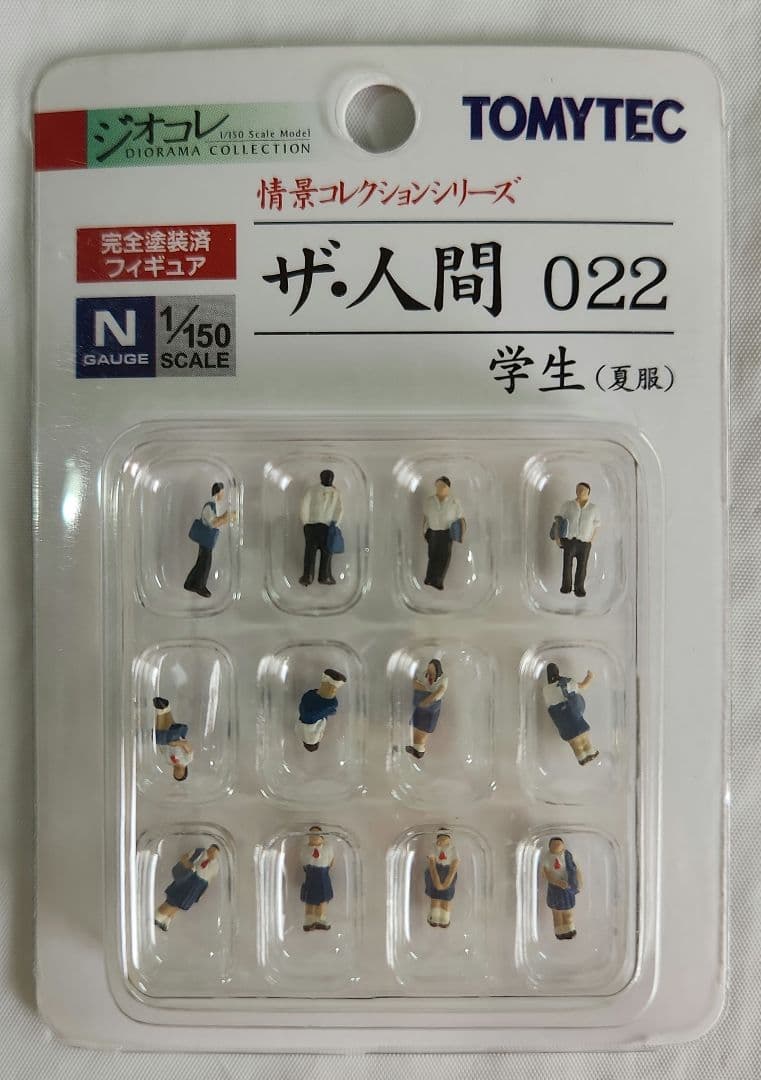 ジオコレ
1/150 Scale Model
DIORAMA COLLECTION
TOMYTEC
情景コレクションシリーズ
完全塗装済
フィギュア
ザ・人間 022
N
GAUGE
1/150
SCALE
学生（夏服）